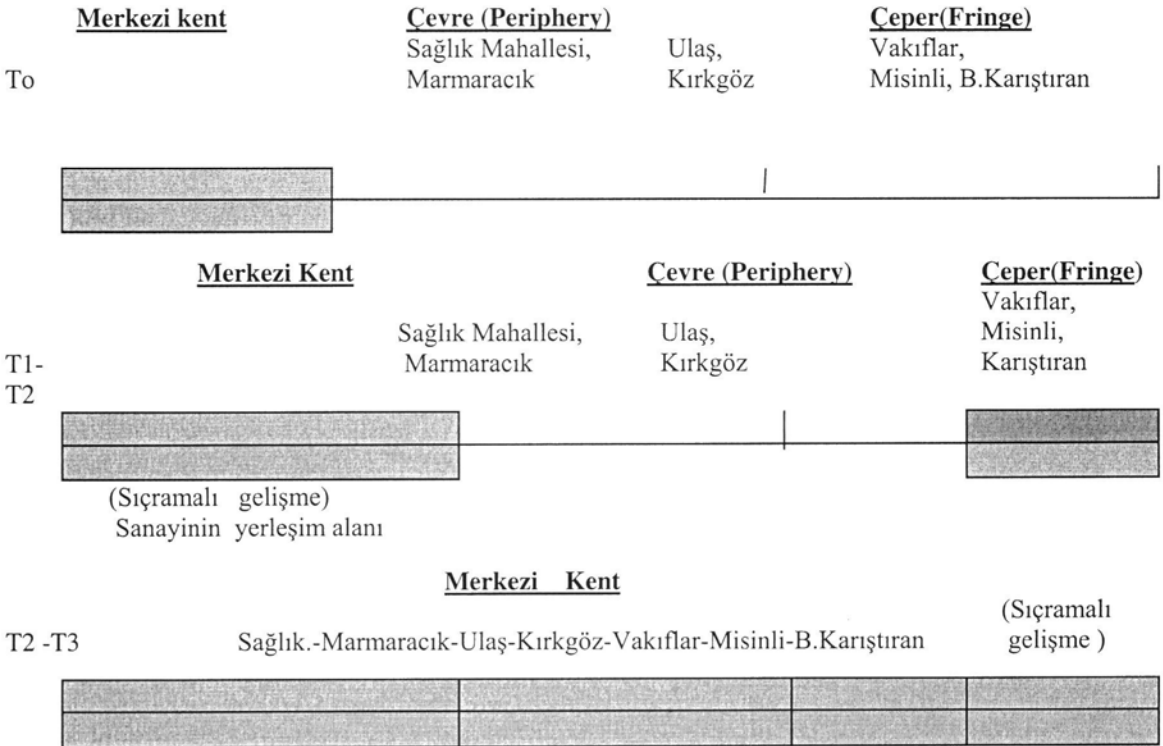 Merkezi kent Çevre (Periphery) Çeper(Fringe)
Sağlık Mahallesi, Ulaş, Vakıflar,
To Marmaracık Kırkgöz Misinli, B.Karıştıran
Merkezi Kent Çevre (Periphery) Çeper(Fringe)
Vakıflar,
Sağlık Mahallesi, Ulaş, Misinli,
T1- Marmaracık Kırkgöz Karıştıran
T2
(Sıçramalı gelişme)
Sanayinin yerleşim alanı
Merkezi Kent
(Sıçramalı
T2 -T3 Sağlık.-Marmaracık-Ulaş-Kırkgöz-Vakıflar-Misinli-B.Karıştıran gelişme )